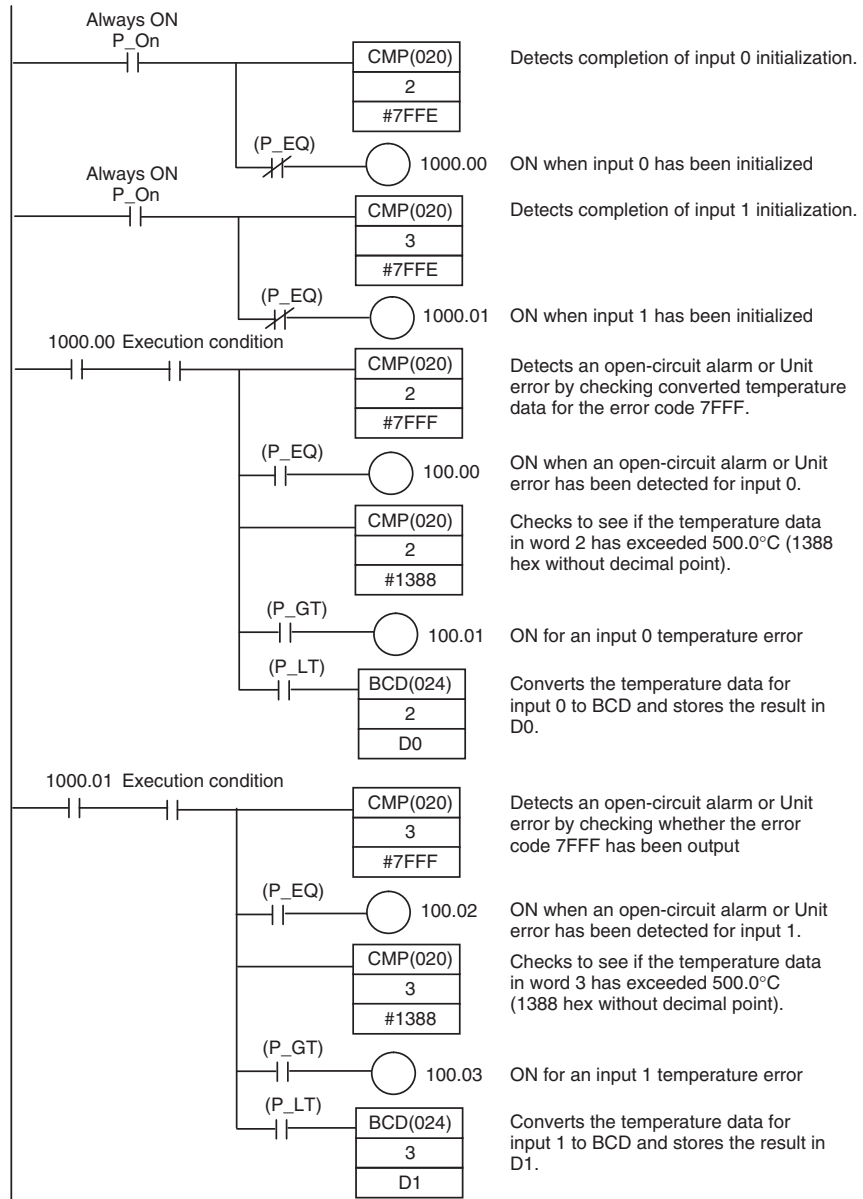 Always ON
P_On
CMP(020)
2
#7FFE
Detects completion of input 0 initialization.
(P_EQ)
1000.00
ON when input 0 has been initialized
Always ON
P_On
CMP(020)
3
#7FFE
Detects completion of input 1 initialization.
(P_EQ)
1000.01
ON when input 1 has been initialized
1000.00 Execution condition
CMP(020)
2
#7FFF
Detects an open-circuit alarm or Unit
error by checking converted temperature
data for the error code 7FFF.
(P_EQ)
100.00
ON when an open-circuit alarm or Unit
error has been detected for input 0.
CMP(020)
2
#1388
Checks to see if the temperature data
in word 2 has exceeded 500.0°C (1388
hex without decimal point).
(P_GT)
100.01
ON for an input 0 temperature error
(P_LT)
BCD(024)
2
D0
Converts the temperature data for
input 0 to BCD and stores the result in
D0.
1000.01 Execution condition
CMP(020)
3
#7FFF
Detects an open-circuit alarm or Unit
error by checking whether the error
code 7FFF has been output
(P_EQ)
100.02
ON when an open-circuit alarm or Unit
error has been detected for input 1.
CMP(020)
3
#1388
Checks to see if the temperature data
in word 3 has exceeded 500.0°C
(1388 hex without decimal point).
(P_GT)
100.03
ON for an input 1 temperature error
(P_LT)
BCD(024)
3
D1
Converts the temperature data for
input 1 to BCD and stores the result in
D1.